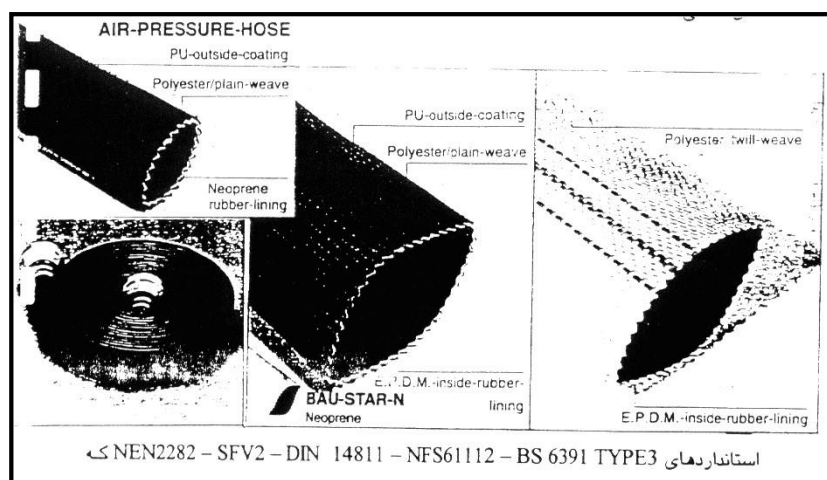 AIR-PRESSURE-HOSE
PU-outside-coating
Polyester/plain-weave
Neoprene
rubber-lining
PU-outside-coating
Polyester/plain-weave
E.P.D.M.-inside-rubber-
lining
BAU-STAR-N
Neoprene
Polyester twill-weave
E.P.D.M.-inside-rubber-lining
استانداردهای NEN2282 – SFV2 – DIN 14811 – NFS61112 – BS 6391 TYPE3 که